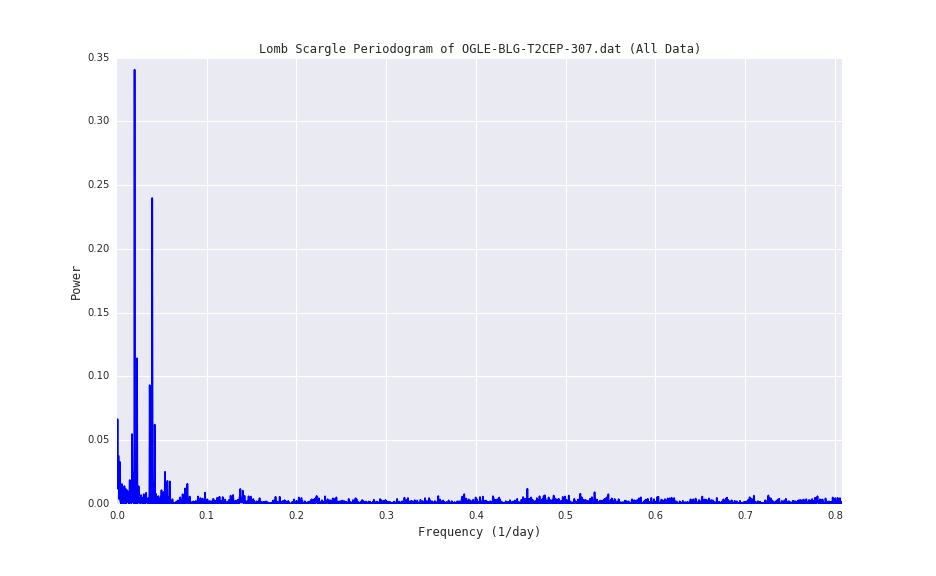 Lomb Scargle Periodogram of OGLE-BLG-T2CEP-307.dat (All Data)
0.35
0.30
0.25
0.20
0.15
0.10
0.05
0.00
Power
0.0 0.1 0.2 0.3 0.4 0.5 0.6 0.7 0.8
Frequency (1/day)